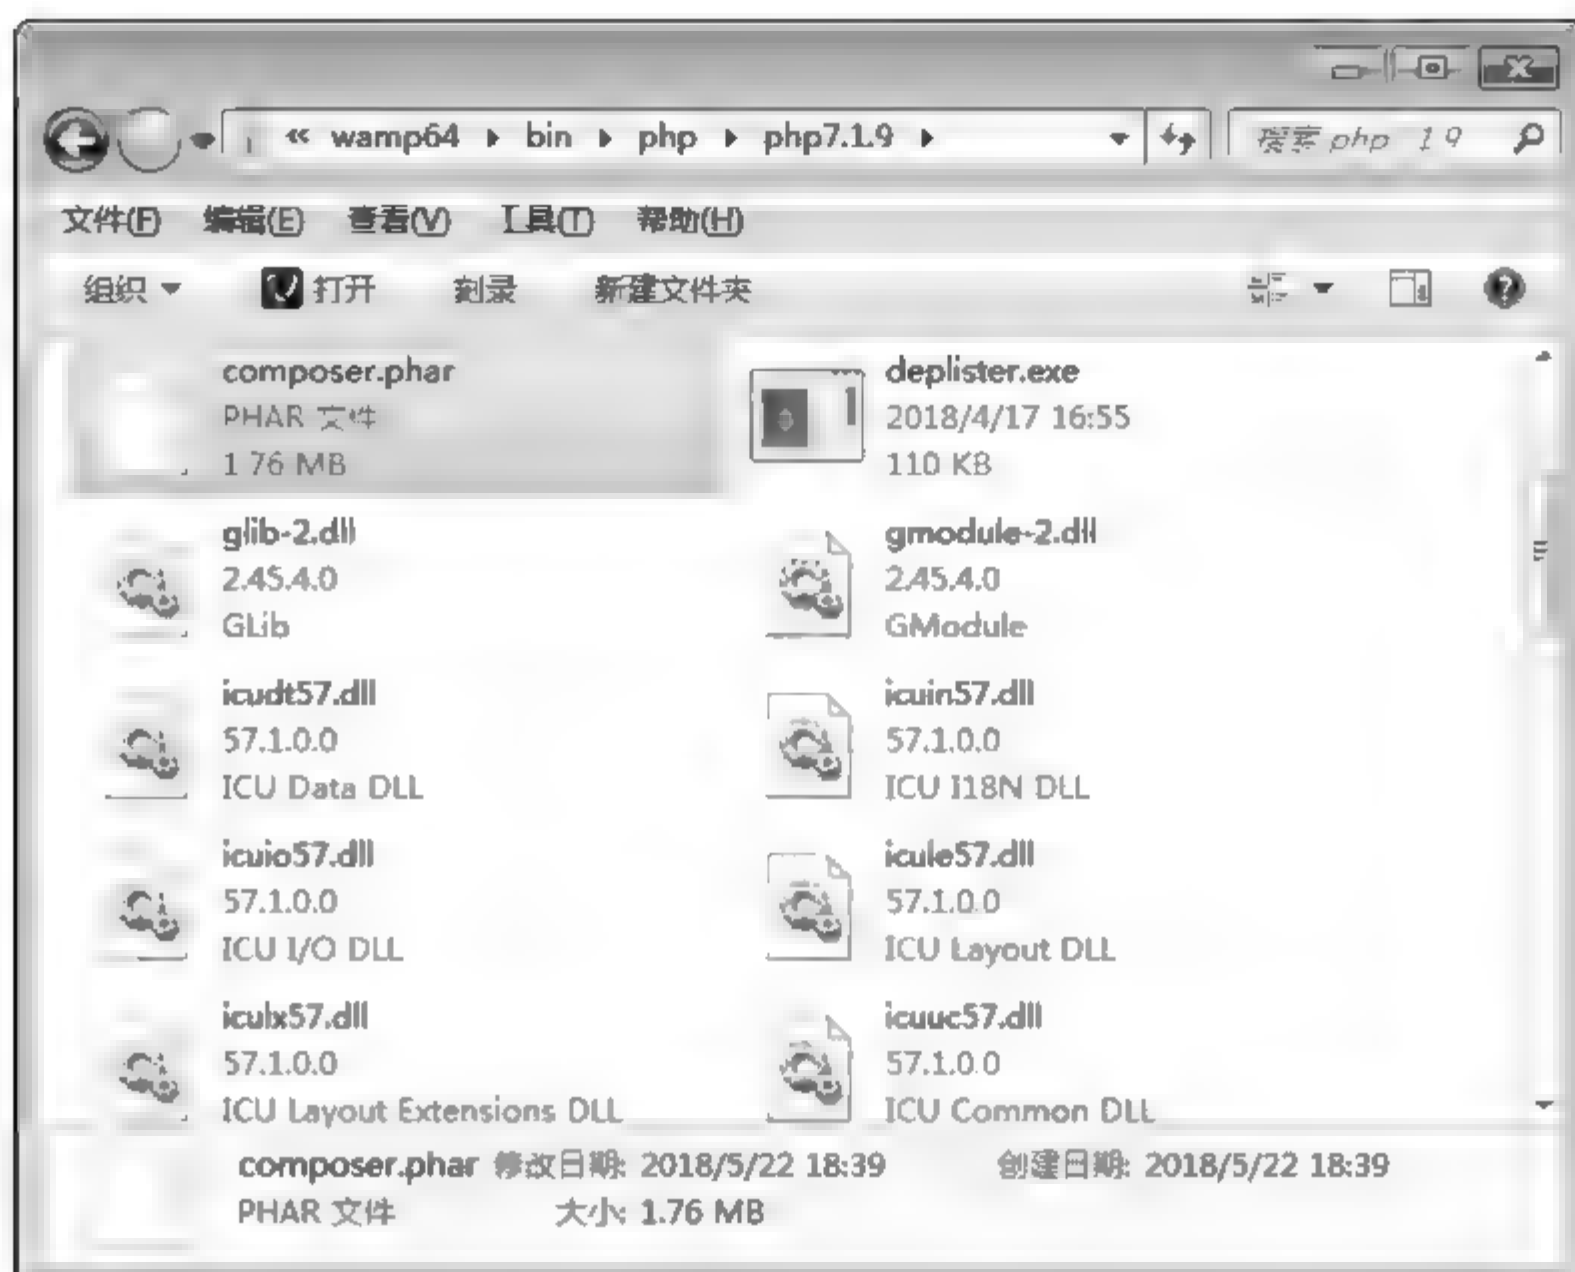 « wamp64 ▸ bin ▸ php ▸ php7.1.9 ▸
搜索 php 1 9
文件(F) 编辑(E) 查看(V) 工具(T) 帮助(H)
组织 打开 刻录 新建文件夹
composer.phar
PHAR 文件
1 76 MB
deplister.exe
2018/4/17 16:55
110 KB
glib-2.dll
2.45.4.0
GLib
gmodule-2.dll
2.45.4.0
GModule
icudt57.dll
57.1.0.0
ICU Data DLL
icuin57.dll
57.1.0.0
ICU I18N DLL
icuio57.dll
57.1.0.0
ICU I/O DLL
icule57.dll
57.1.0.0
ICU Layout DLL
iculx57.dll
57.1.0.0
ICU Layout Extensions DLL
icuuc57.dll
57.1.0.0
ICU Common DLL
composer.phar 修改日期: 2018/5/22 18:39 创建日期: 2018/5/22 18:39
PHAR 文件 大小: 1.76 MB